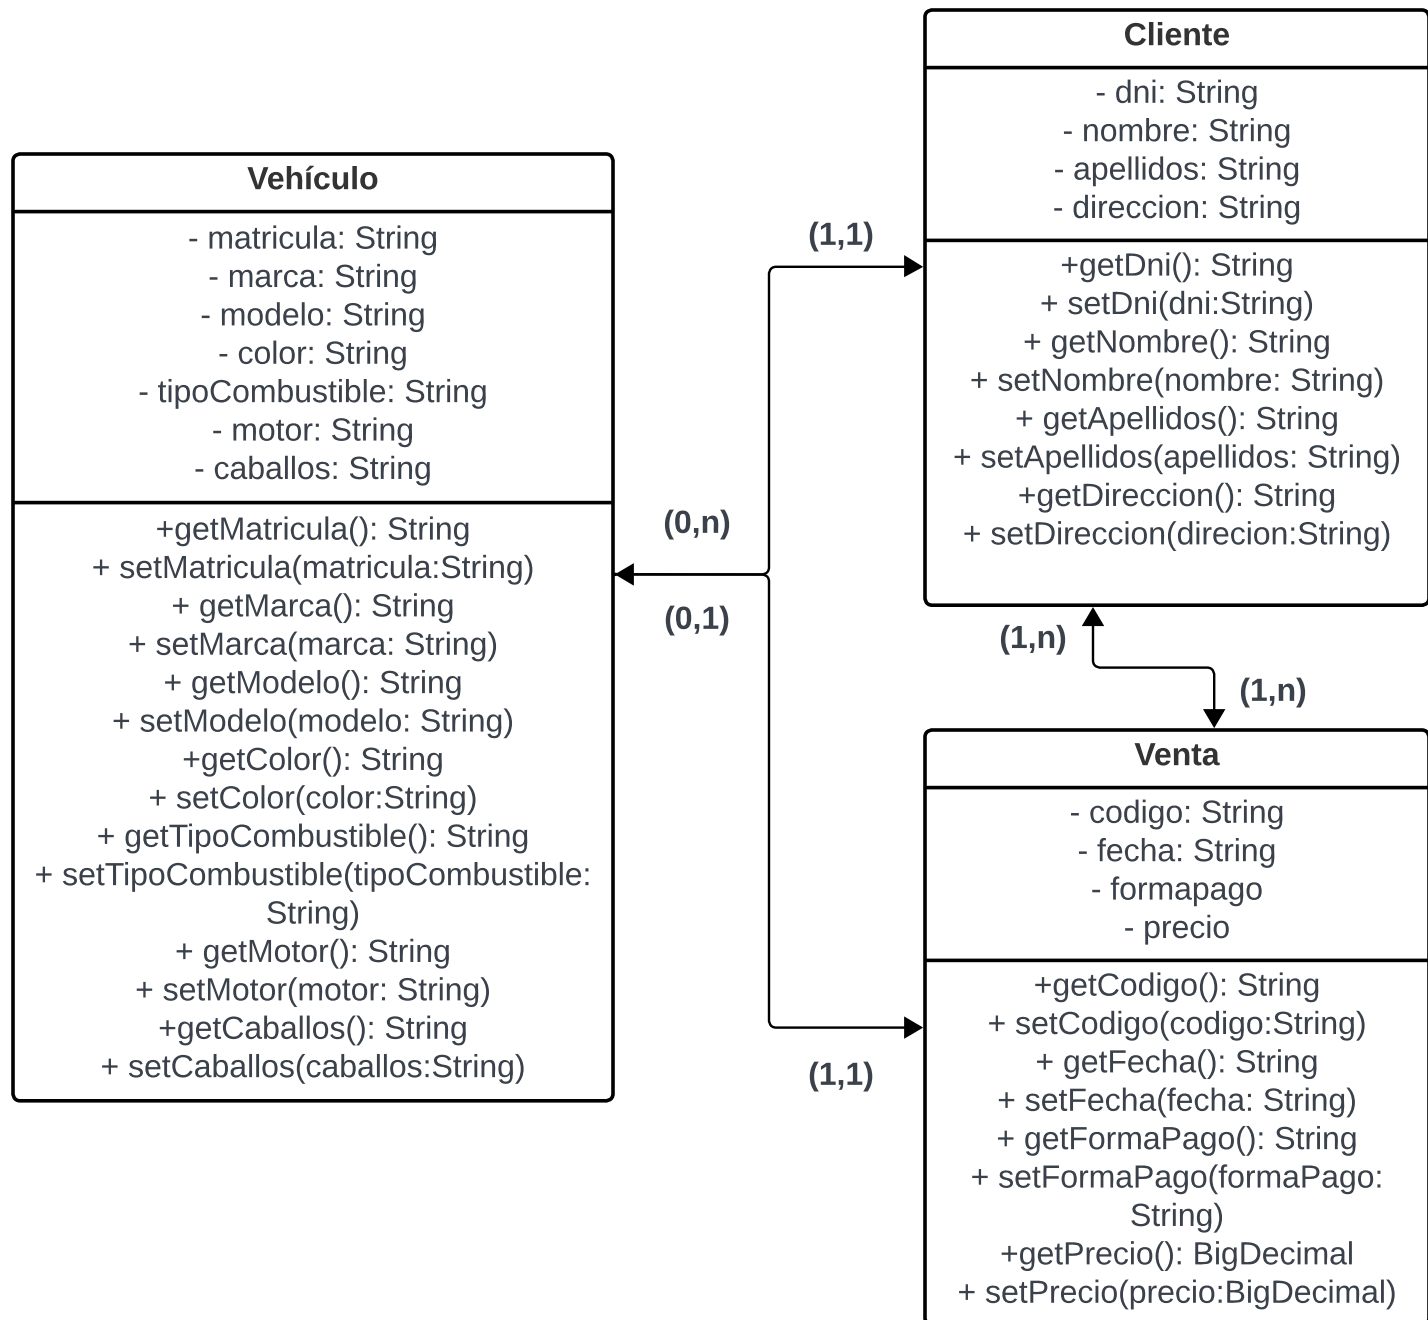 Vehículo
- matricula: String
- marca: String
- modelo: String
- color: String
- tipoCombustible: String
- motor: String
- caballos: String
+getMatricula(): String
+ setMatricula(matricula:String)
+ getMarca(): String
+ setMarca(marca: String)
+ getModelo(): String
+ setModelo(modelo: String)
+getColor(): String
+ setColor(color:String)
+ getTipoCombustible(): String
+ setTipoCombustible(tipoCombustible:
String)
+ getMotor(): String
+ setMotor(motor: String)
+getCaballos(): String
+ setCaballos(caballos:String)
(0,n)
(0,1)
(1,1)
(1,1)
Cliente
- dni: String
- nombre: String
- apellidos: String
- direccion: String
+getDni(): String
+ setDni(dni:String)
+ getNombre(): String
+ setNombre(nombre: String)
+ getApellidos(): String
+ setApellidos(apellidos: String)
+getDireccion(): String
+ setDireccion(direcion:String)
(1,n)
(1,n)
Venta
- codigo: String
- fecha: String
- formapago
- precio
+getCodigo(): String
+ setCodigo(codigo:String)
+ getFecha(): String
+ setFecha(fecha: String)
+ getFormaPago(): String
+ setFormaPago(formaPago:
String)
+getPrecio(): BigDecimal
+ setPrecio(precio:BigDecimal)